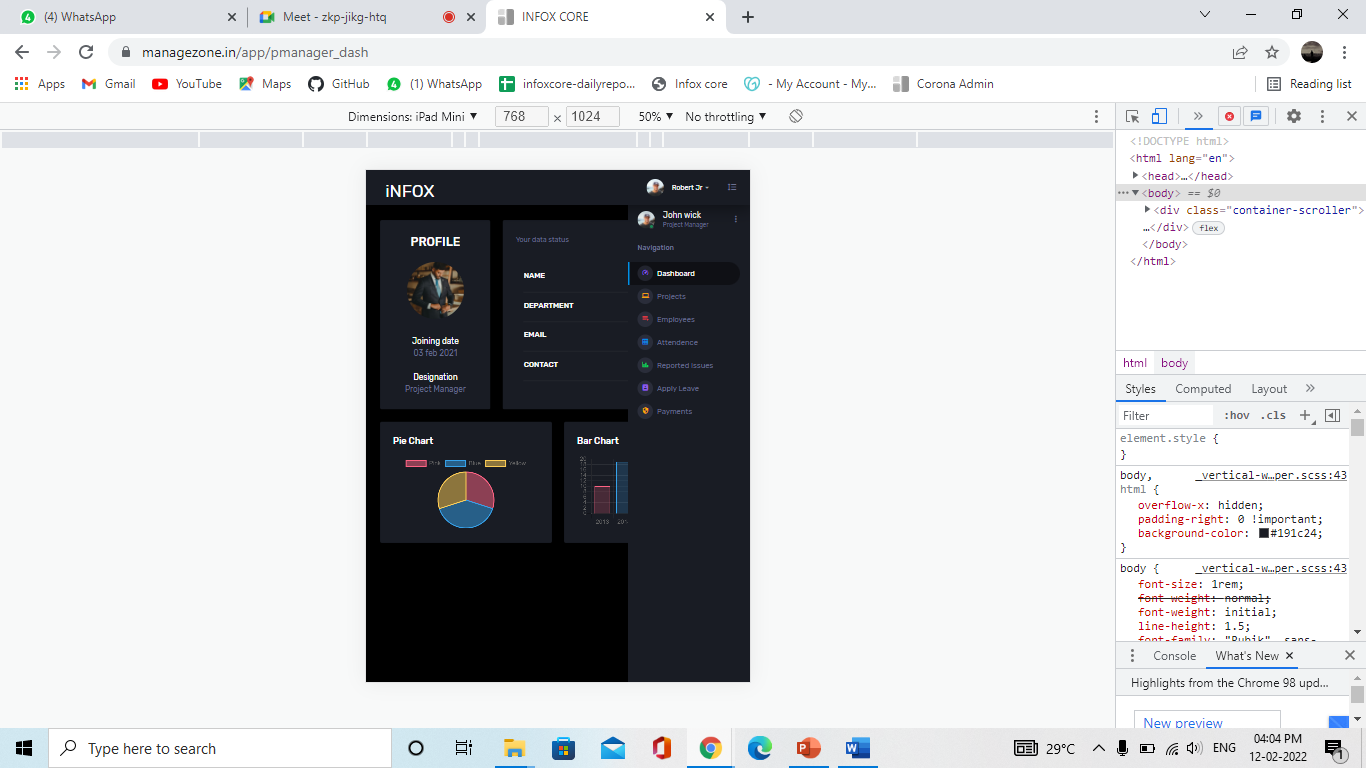 (4) WhatsApp
Meet - zkp-jikg-htq
INFOX CORE
managezone.in/app/pmanager_dash
Apps
Gmail
YouTube
Maps
GitHub
(1) WhatsApp
infoxcore-dailyrepo...
Infox core
- My Account - My...
Corona Admin
Reading list
Dimensions: iPad Mini
768
×
1024
50%
No throttling
<!DOCTYPE html>
<html lang="en">
<head>…</head>
<body> == $0
<div class="container-scroller">
…</div> flex
</body>
</html>
html body
Styles Computed Layout
Filter
:hov .cls
element.style {
}
body, _vertical-w…per.scss:43
html {
overflow-x: hidden;
padding-right: 0 !important;
background-color: #191c24;
}
body { _vertical-w…per.scss:43
font-size: 1rem;
font-weight: normal;
font-weight: initial;
line-height: 1.5;
font-family: "Rubik", sans-
Console What's New
Highlights from the Chrome 98 upd...
New preview
iNFOX
Robert Jr
John wick
Project Manager
Navigation
Dashboard
Projects
Employees
Attendence
Reported Issues
Apply Leave
Payments
PROFILE
Joining date
03 feb 2021
Designation
Project Manager
Your data status
NAME
DEPARTMENT
EMAIL
CONTACT
Pie Chart
Pink Blue Yellow
Bar Chart
2013
Type here to search
29°C
ENG
04:04 PM
12-02-2022
1